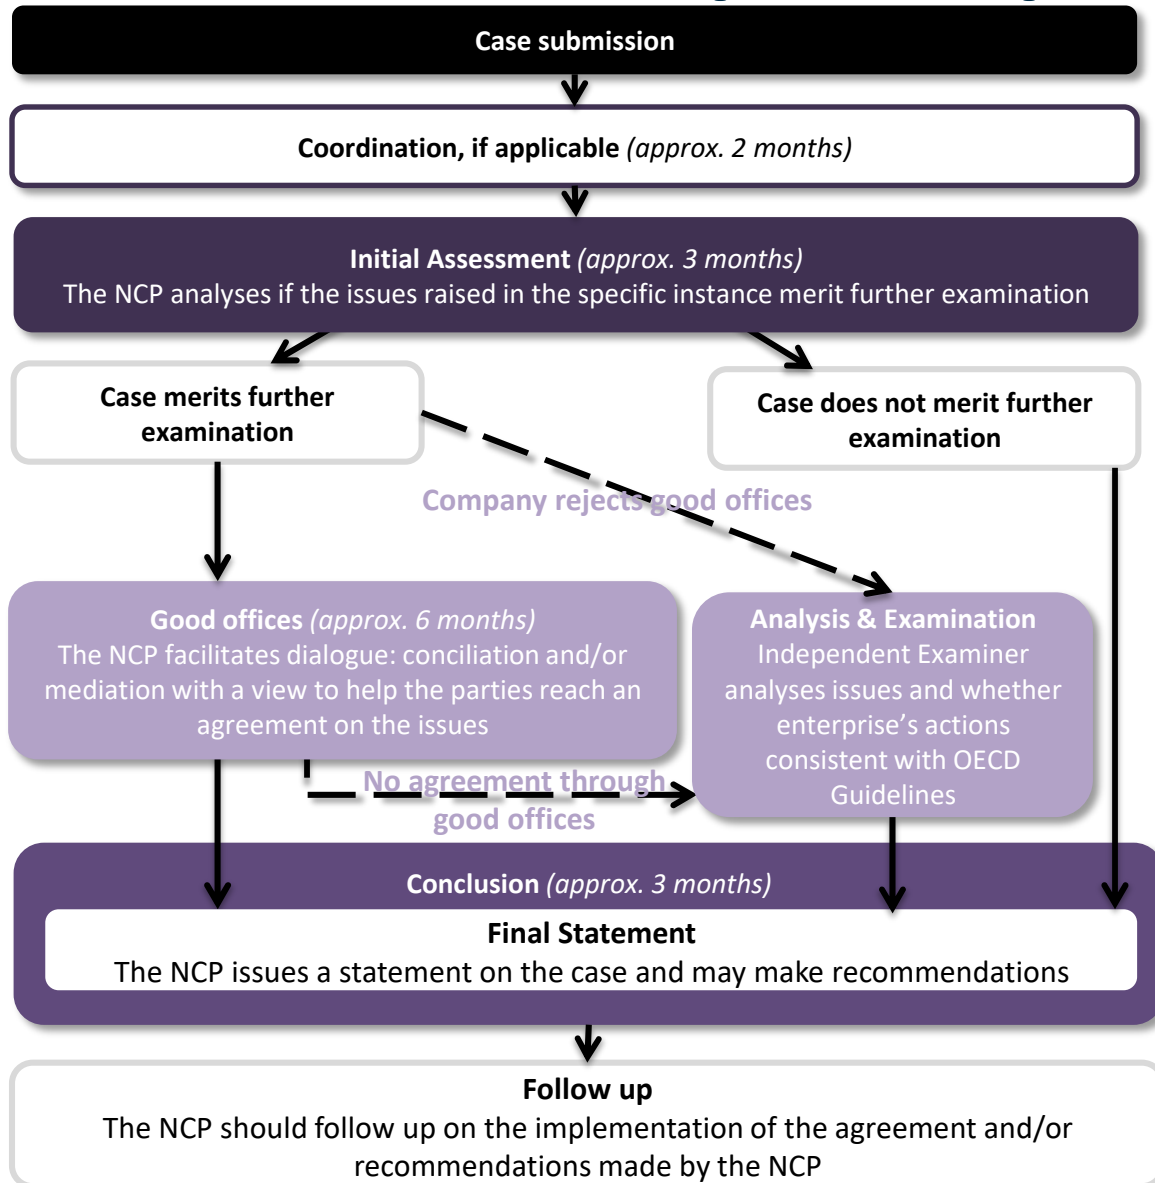 Case submission
Coordination, if applicable (approx. 2 months)
Initial Assessment (approx. 3 months)
The NCP analyses if the issues raised in the specific instance merit further examination
Case merits further
examination
Case does not merit further
examination
Company rejects good offices
Good offices (approx. 6 months)
The NCP facilitates dialogue: conciliation and/or
mediation with a view to help the parties reach an
agreement on the issues
Analysis & Examination
Independent Examiner
analyses issues and whether
enterprise’s actions
consistent with OECD
Guidelines
No agreement through
good offices
Conclusion (approx. 3 months)
Final Statement
The NCP issues a statement on the case and may make recommendations
Follow up
The NCP should follow up on the implementation of the agreement and/or
recommendations made by the NCP